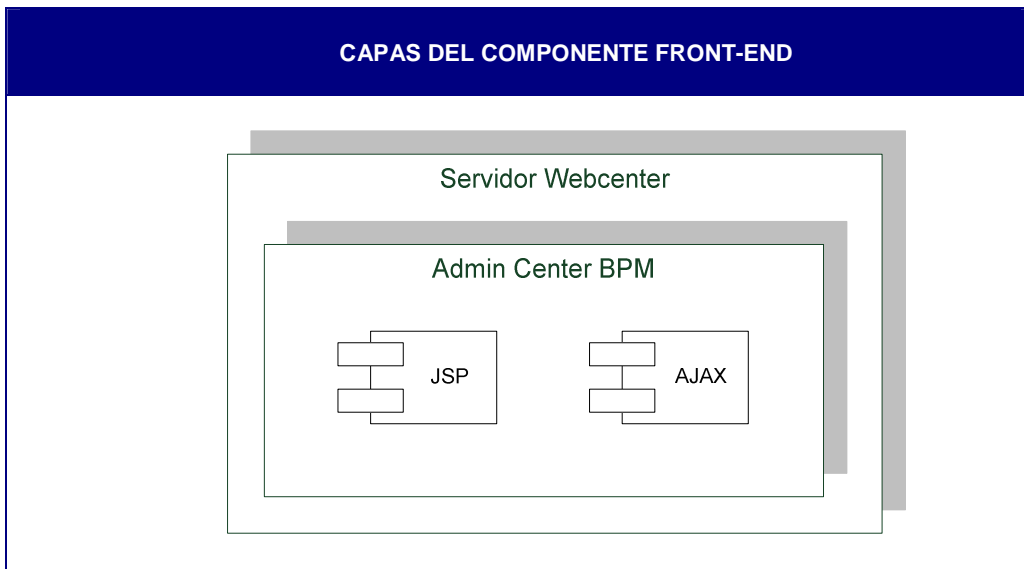 CAPAS DEL COMPONENTE FRONT-END
Servidor Webcenter
Admin Center BPM
JSP
AJAX